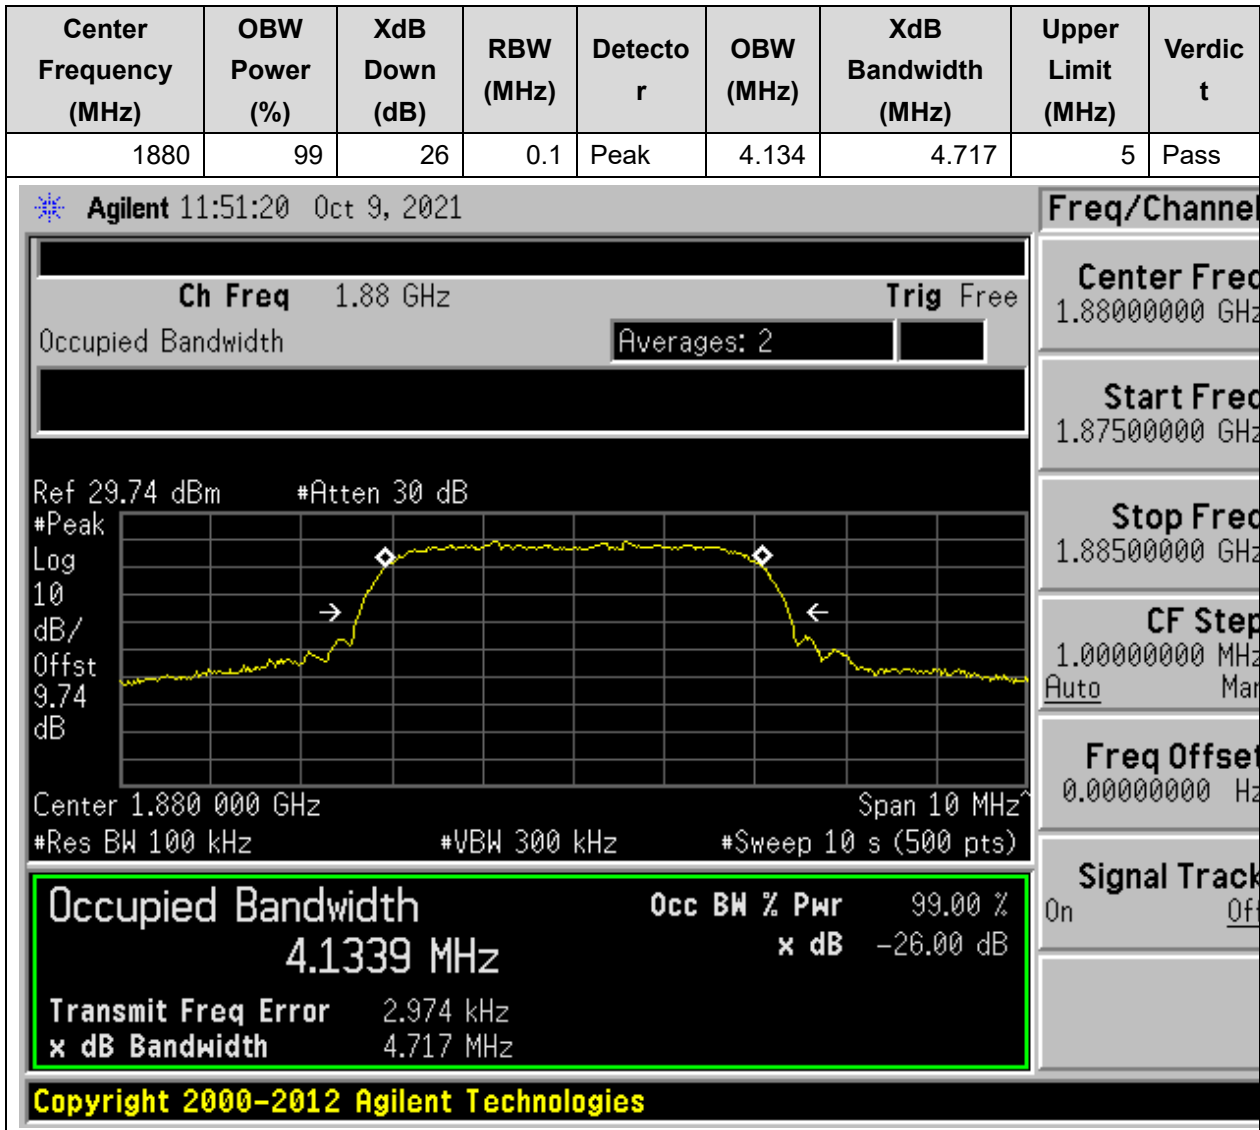 Center Frequency (MHz) OBW Power (%) XdB Down (dB) RBW (MHz) Detector OBW (MHz) XdB Bandwidth (MHz) Upper Limit (MHz) Verdict
1880 99 26 0.1 Peak 4.134 4.717 5 Pass
Agilent 11:51:20 Oct 9, 2021
Freq/Channel
Ch Freq 1.88 GHz Trig Free
Occupied Bandwidth Averages: 2
Center Freq
1.88000000 GHz
Start Freq
1.87500000 GHz
Stop Freq
1.88500000 GHz
CF Step
1.00000000 MHz
Auto Man
Freq Offset
0.00000000 Hz
Signal Track
On Off
Ref 29.74 dBm #Atten 30 dB
#Peak
Log
10
dB/
Offst
9.74
dB
Center 1.880 000 GHz Span 10 MHz^
#Res BW 100 kHz #VBW 300 kHz #Sweep 10 s (500 pts)
Occupied Bandwidth Occ BW % Pwr 99.00 %
4.1339 MHz x dB -26.00 dB
Transmit Freq Error 2.974 kHz
x dB Bandwidth 4.717 MHz
Copyright 2000-2012 Agilent Technologies